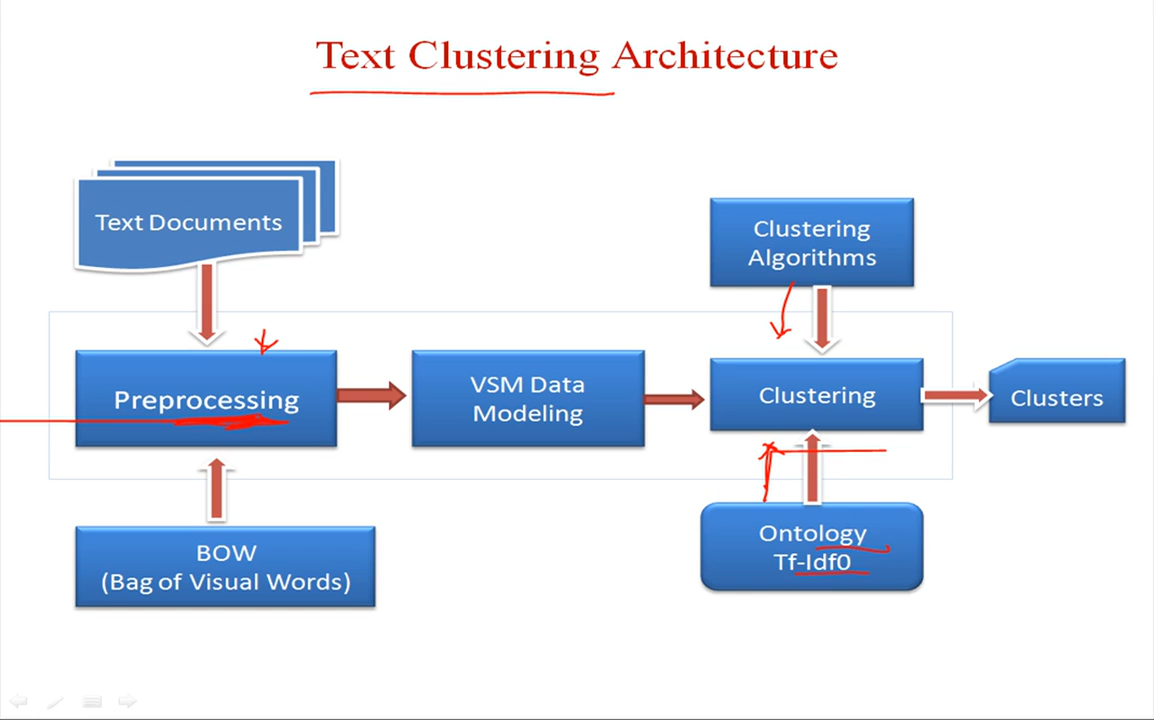 Text Clustering Architecture
Text Documents
Clustering
Algorithms
Preprocessing
VSM Data
Modeling
Clustering
Clusters
BOW
(Bag of Visual Words)
Ontology
Tf-Idf0